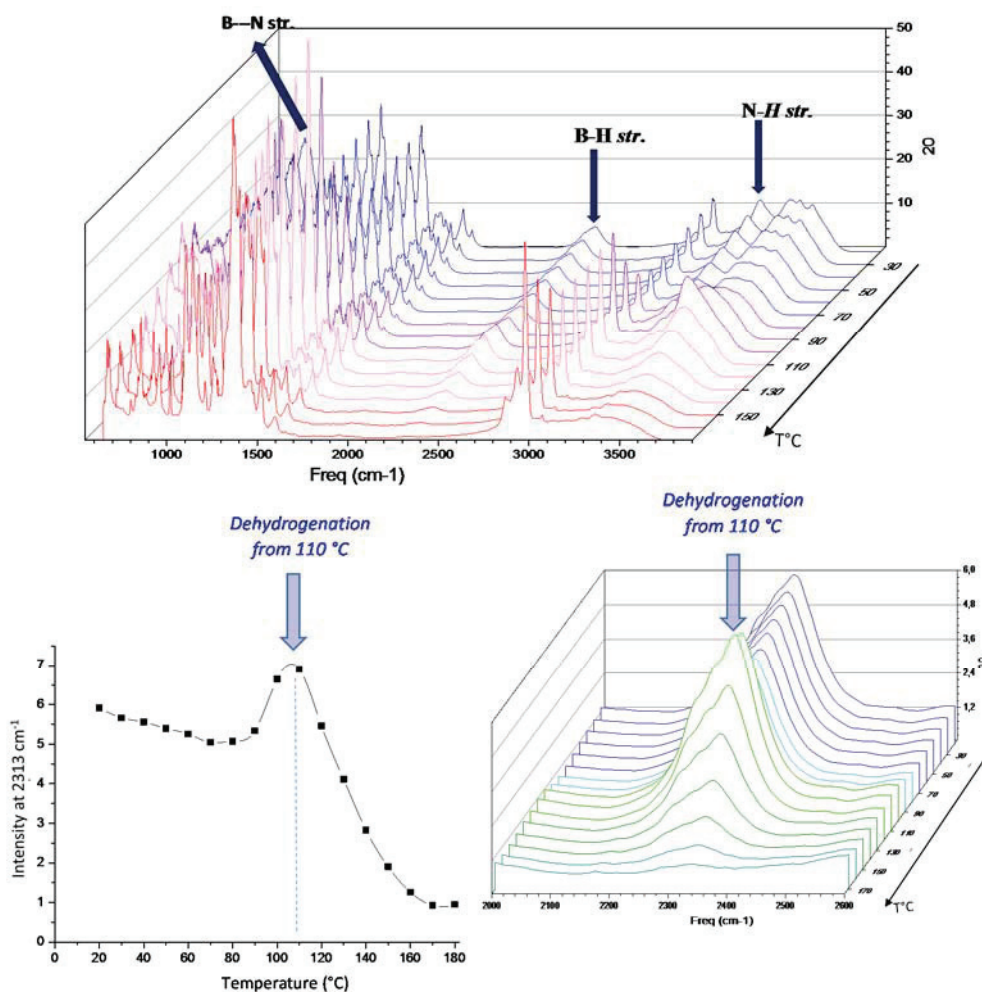 B---N str.
B-H str.
N-H str.
50
40
30
20
10
20
30
50
70
90
110
130
150
T°C
1000 1500 2000 2500 3000 3500
Freq (cm-1)
Dehydrogenation
from 110 °C
7
6
5
4
3
2
1
0
Intensity at 2313 cm-1
0 20 40 60 80 100 120 140 160 180
Temperature (°C)
Dehydrogenation
from 110 °C
6,0
4,8
3,6
2,4
1,2
30
50
70
90
110
130
150
170
T°C
2000 2100 2200 2300 2400 2500 2600
Freq (cm-1)